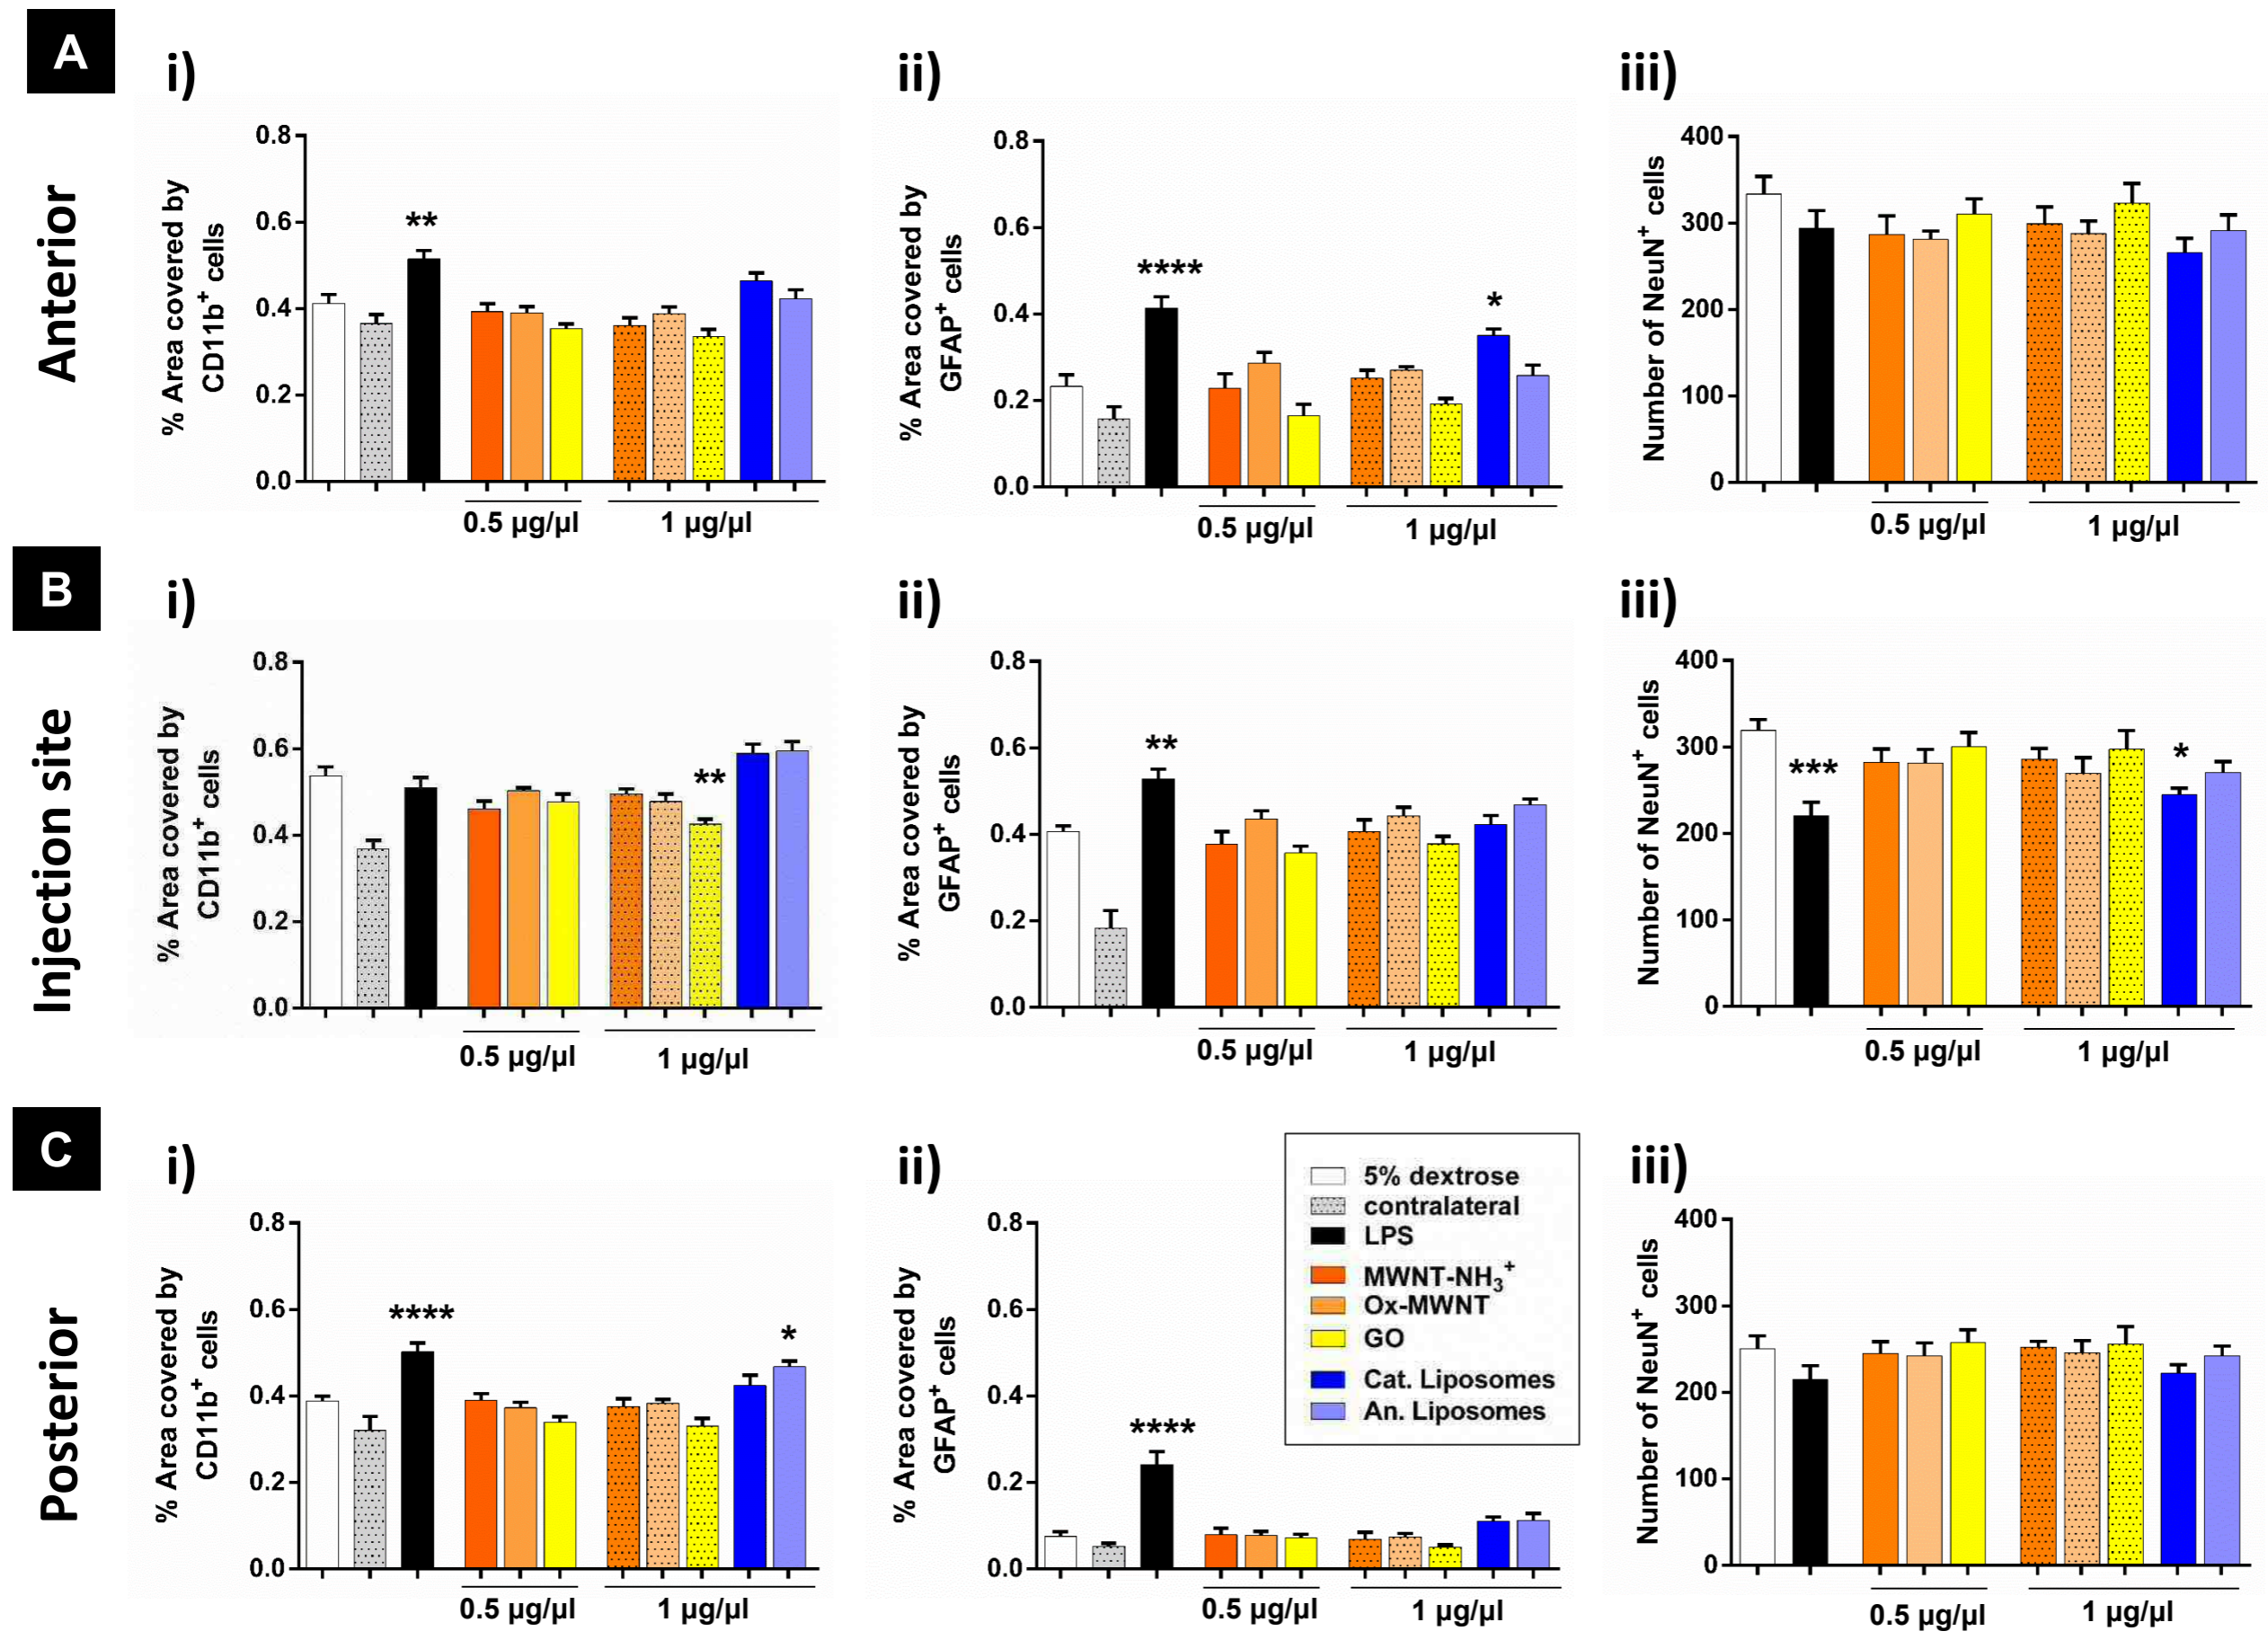 A
Anterior
i)
% Area covered by
CD11b⁺ cells
0.8
0.6
0.4
0.2
0.0
**
0.5 µg/µl
1 µg/µl
ii)
% Area covered by
GFAP⁺ cells
0.8
0.6
0.4
0.2
0.0
****
*
0.5 µg/µl
1 µg/µl
iii)
Number of NeuN⁺ cells
400
300
200
100
0
0.5 µg/µl
1 µg/µl
B
Injection site
i)
% Area covered by
CD11b⁺ cells
0.8
0.6
0.4
0.2
0.0
**
0.5 µg/µl
1 µg/µl
ii)
% Area covered by
GFAP⁺ cells
0.8
0.6
0.4
0.2
0.0
**
0.5 µg/µl
1 µg/µl
iii)
Number of NeuN⁺ cells
400
300
200
100
0
***
*
0.5 µg/µl
1 µg/µl
C
Posterior
i)
% Area covered by
CD11b⁺ cells
0.8
0.6
0.4
0.2
0.0
****
*
0.5 µg/µl
1 µg/µl
ii)
% Area covered by
GFAP⁺ cells
0.8
0.6
0.4
0.2
0.0
****
0.5 µg/µl
1 µg/µl
5% dextrose
contralateral
LPS
MWNT-NH₃⁺
Ox-MWNT
GO
Cat. Liposomes
An. Liposomes
iii)
Number of NeuN⁺ cells
400
300
200
100
0
0.5 µg/µl
1 µg/µl